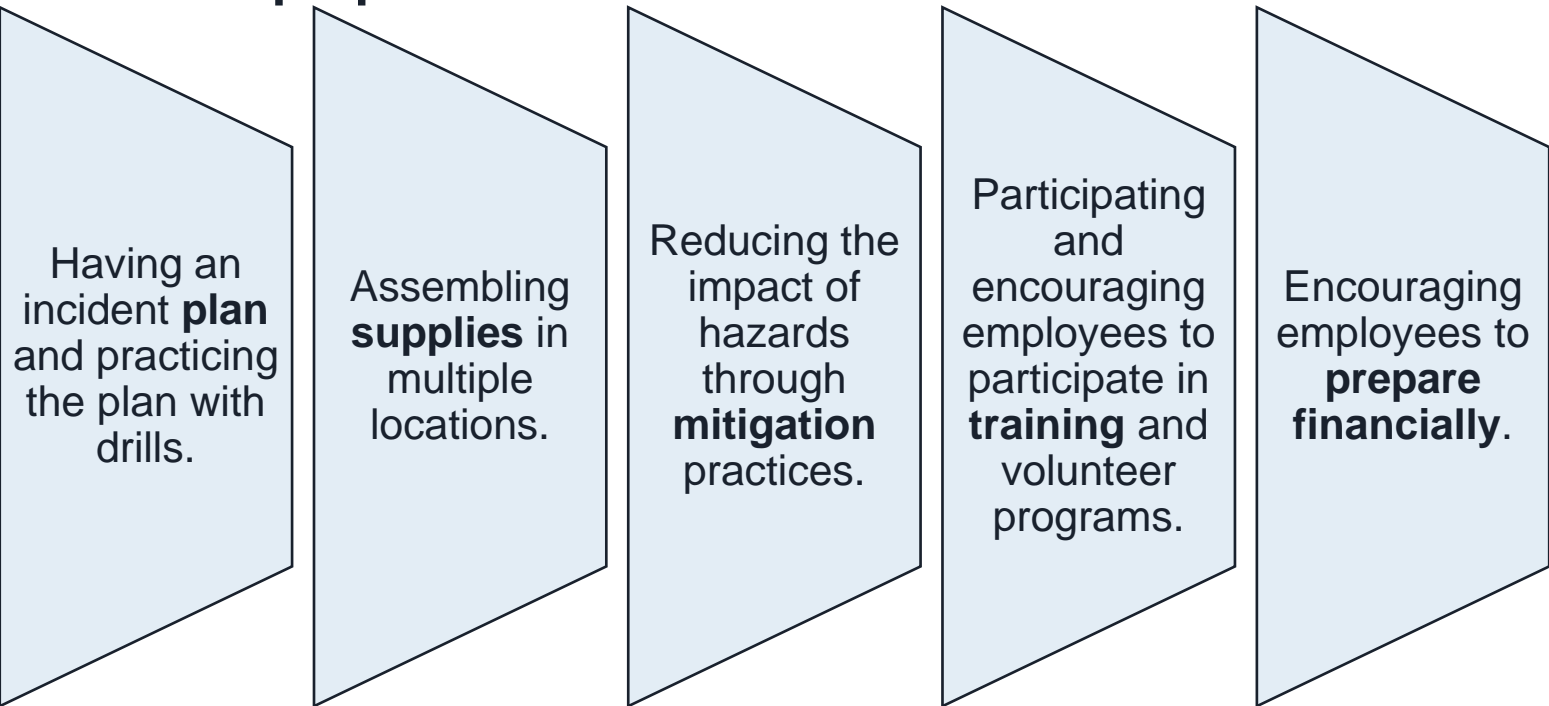 Having an
incident plan
and practicing
the plan with
drills.
Assembling
supplies in
multiple
locations.
Reducing the
impact of
hazards
through
mitigation
practices.
Participating
and
encouraging
employees to
participate in
training and
volunteer
programs.
Encouraging
employees to
prepare
financially.